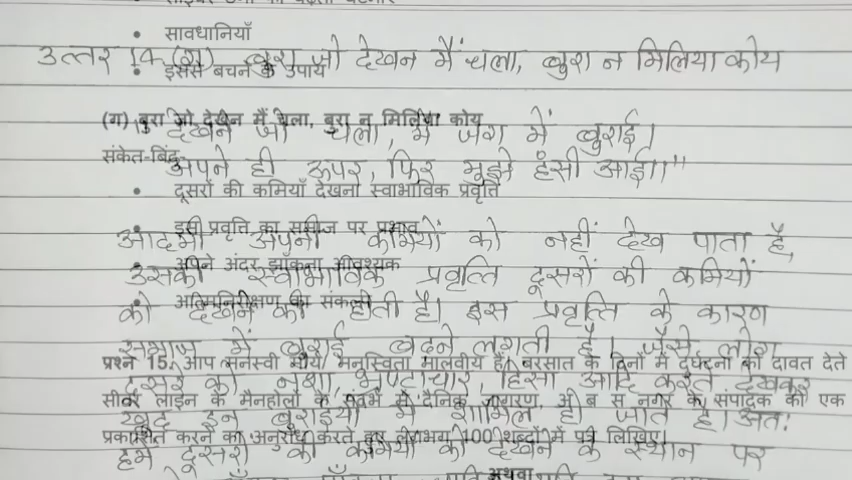 • सावधानियाँ
उत्तर 14 (ग) बुरा जो देखन मैं चला, बुरा न मिलिया कोय
• इससे बचने के उपाय
(ग) बुरा जो देखन मैं चला, बुरा न मिलिया कोय
देखने जो चला, मैं जग में बुराई।
संकेत-बिंदु
अपने ही ऊपर, फिर मुझे हंसी आई।"
• दूसरों की कमियाँ देखना स्वाभाविक प्रवृत्ति
• इसी प्रवृत्ति का समाज पर प्रभाव
आदमी अपनी कमियों को नहीं देख पाता है,
• अपने अंदर झाँकना आवश्यक
उसकी स्वाभाविक प्रवृत्ति दूसरों की कमियों
• आत्मनिरीक्षण का संकल्प
को देखने की होती है। इस प्रवृत्ति के कारण
समाज में बुराई बढ़ने लगती है। जैसे लोग
प्रश्न 15. आप मनस्वी मौर्य/ मनुस्विता मालवीय हैं। बरसात के दिनों में दुर्घटनाओं को दावत देते
दूसरे को नशा, भ्रष्टाचार, हिंसा आदि करते देखकर
सीवर लाईन के मैनहोलों के संदर्भ में दैनिक जागरण, अ ब स नगर के संपादक को एक
खुद इन बुराइयों में शामिल हो जाते हैं। अतः
प्रकाशित करने का अनुरोध करते हुए लगभग 100 शब्दों में पत्र लिखिए।
हमें दूसरों की कमियों को देखने के स्थान पर
अथवा